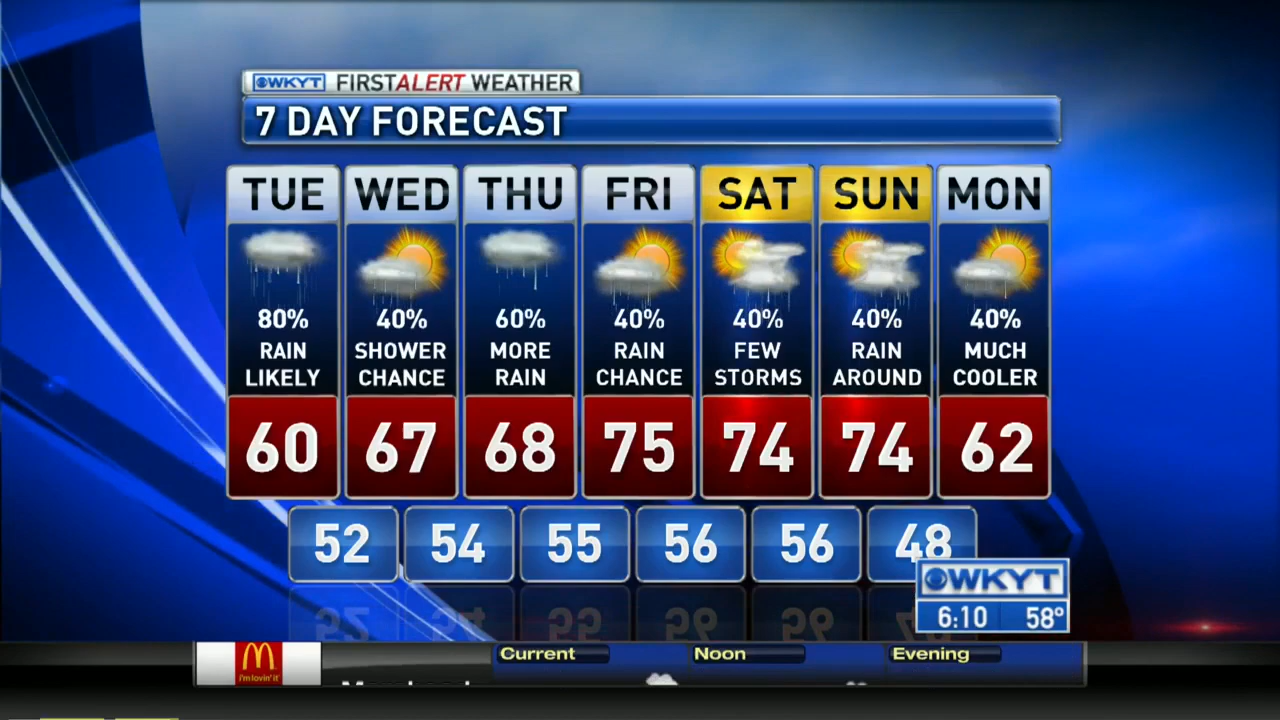 WKYT FIRSTALERT WEATHER
7 DAY FORECAST
TUE WED THU FRI SAT SUN MON
80% 40% 60% 40% 40% 40% 40%
RAIN SHOWER MORE RAIN FEW RAIN MUCH
LIKELY CHANCE RAIN CHANCE STORMS AROUND COOLER
60 67 68 75 74 74 62
52 54 55 56 56 48
WKYT
6:10 58°
Current Noon Evening
i'm lovin' it